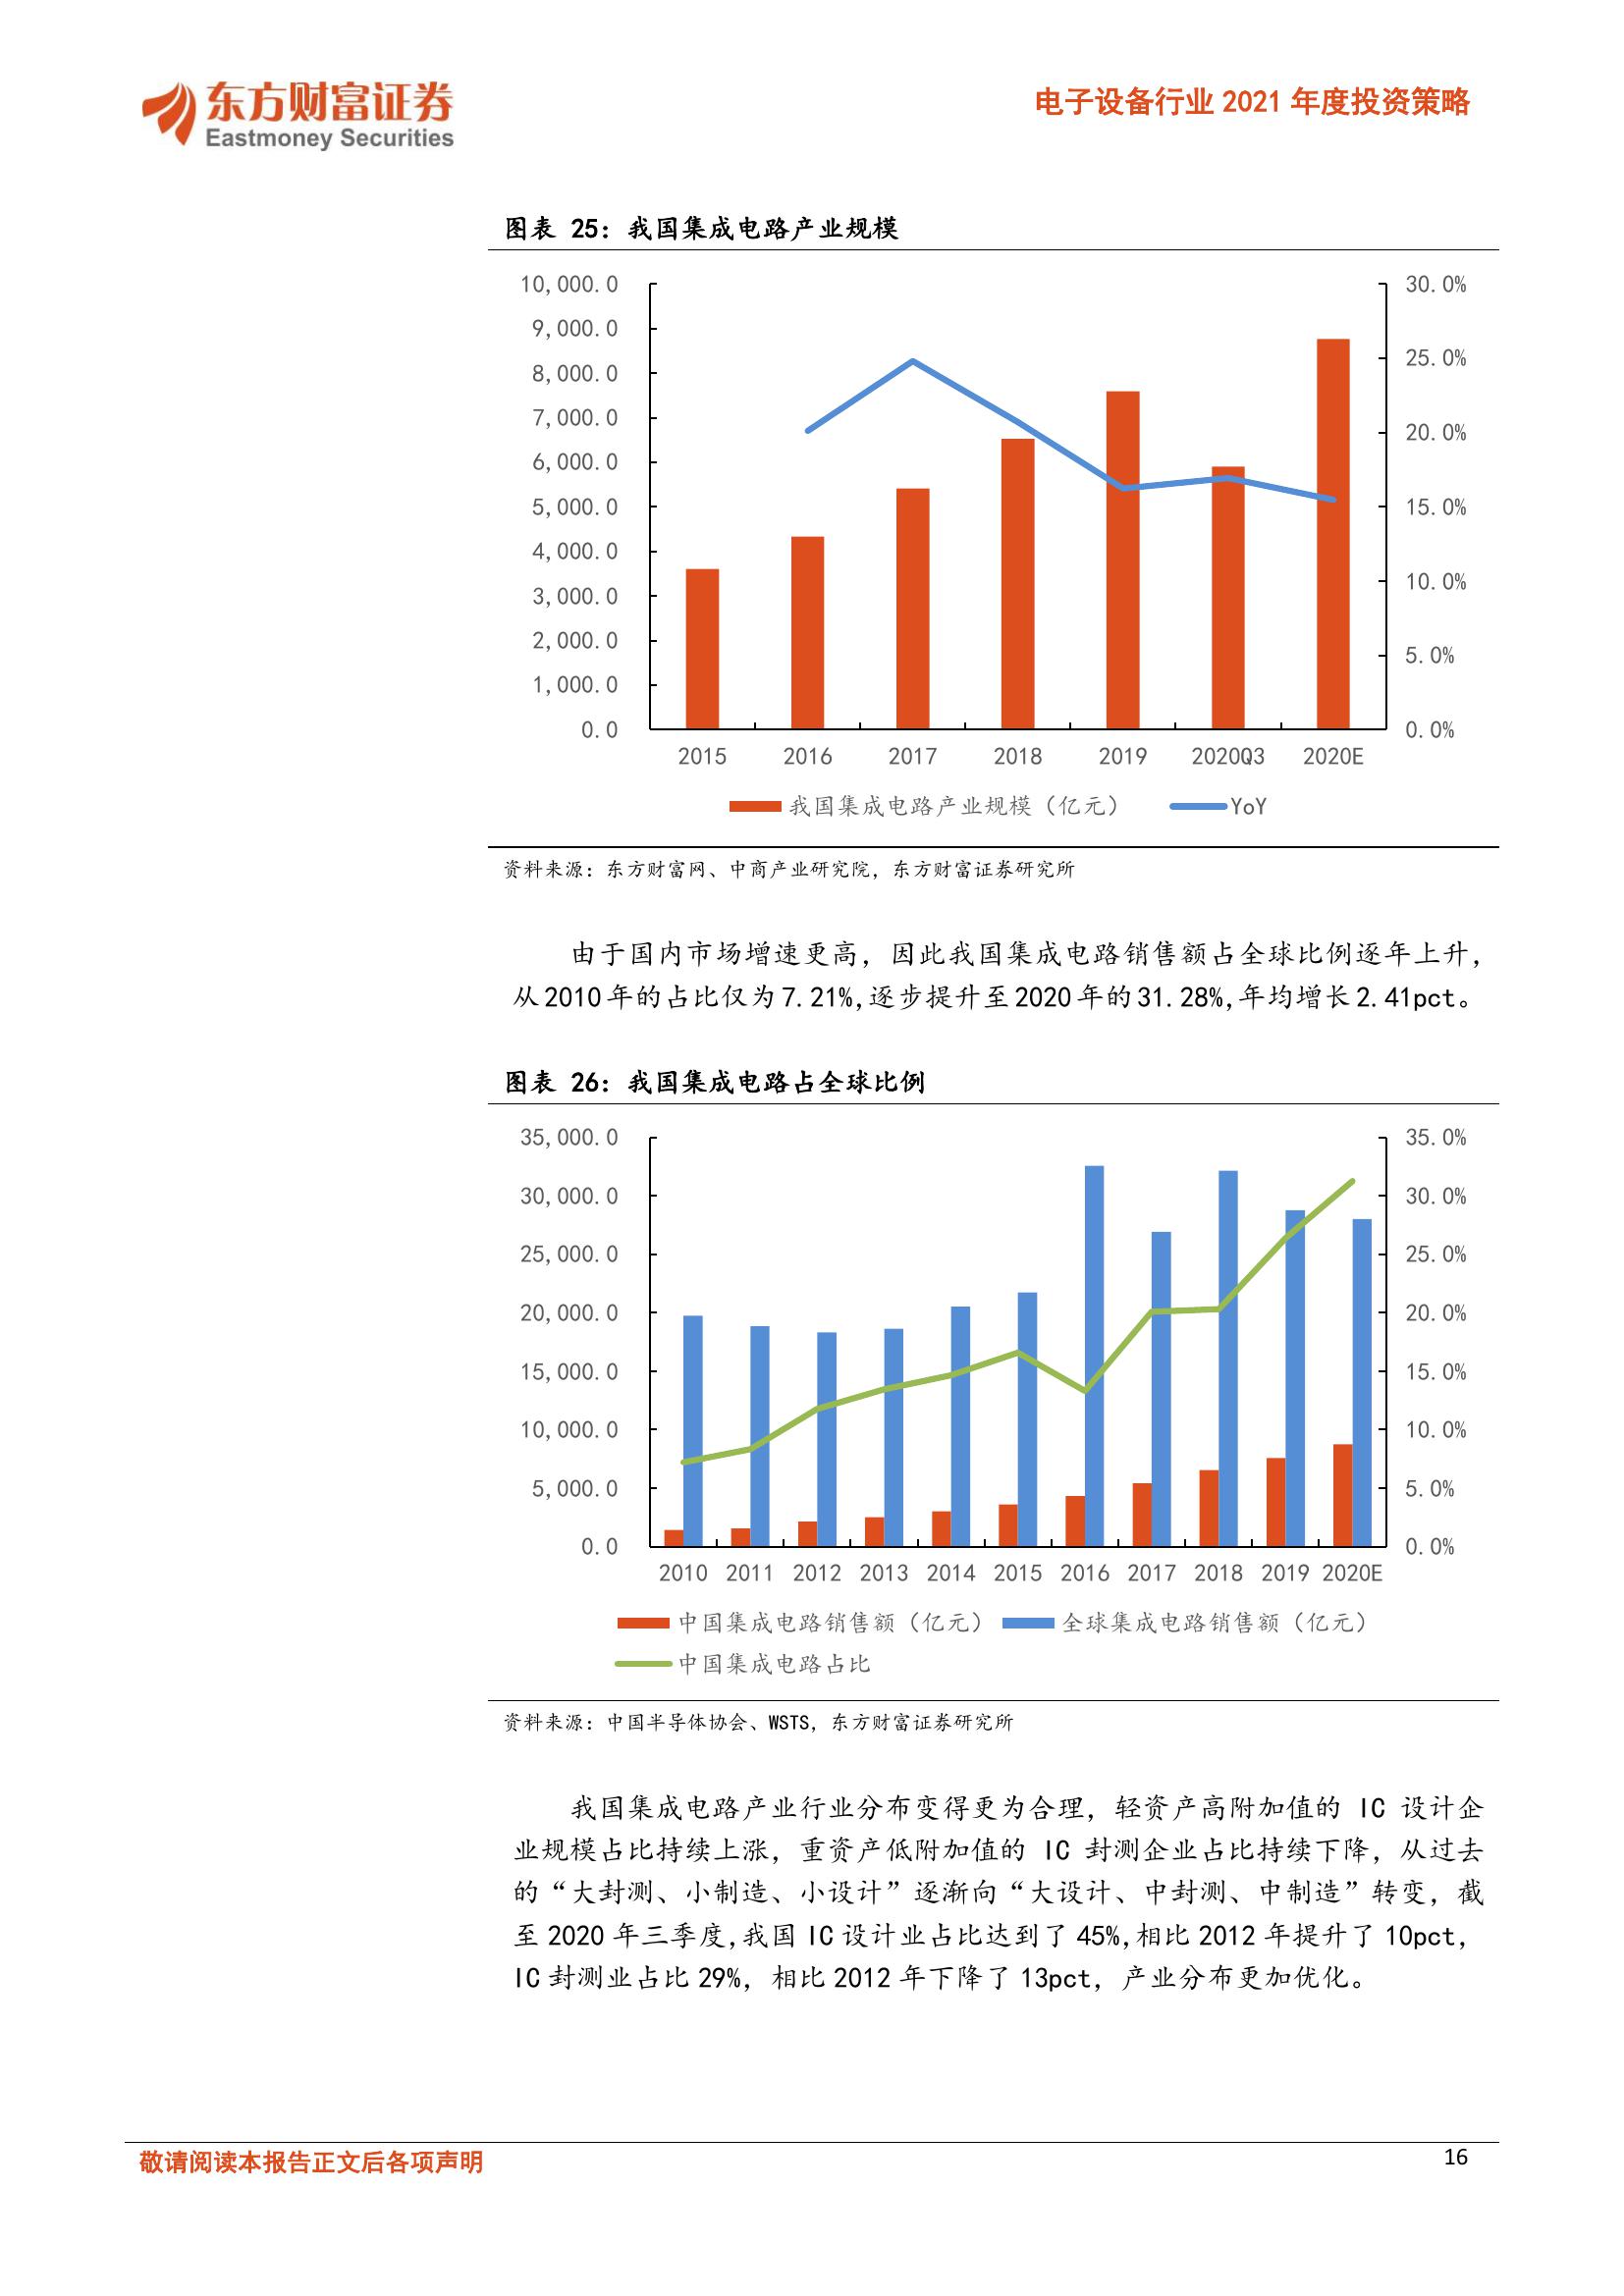 东方财富证券
Eastmoney Securities
电子设备行业 2021 年度投资策略
图表 25：我国集成电路产业规模
10,000.0
9,000.0
8,000.0
7,000.0
6,000.0
5,000.0
4,000.0
3,000.0
2,000.0
1,000.0
0.0
30.0%
25.0%
20.0%
15.0%
10.0%
5.0%
0.0%
2015 2016 2017 2018 2019 2020Q3 2020E
我国集成电路产业规模（亿元） YoY
资料来源：东方财富网、中商产业研究院，东方财富证券研究所
由于国内市场增速更高，因此我国集成电路销售额占全球比例逐年上升，
从2010年的占比仅为7.21%,逐步提升至2020年的31.28%,年均增长2.41pct。
图表 26：我国集成电路占全球比例
35,000.0
30,000.0
25,000.0
20,000.0
15,000.0
10,000.0
5,000.0
0.0
35.0%
30.0%
25.0%
20.0%
15.0%
10.0%
5.0%
0.0%
2010 2011 2012 2013 2014 2015 2016 2017 2018 2019 2020E
中国集成电路销售额（亿元） 全球集成电路销售额（亿元）
中国集成电路占比
资料来源：中国半导体协会、WSTS，东方财富证券研究所
我国集成电路产业行业分布变得更为合理，轻资产高附加值的 IC 设计企
业规模占比持续上涨，重资产低附加值的 IC 封测企业占比持续下降，从过去
的“大封测、小制造、小设计”逐渐向“大设计、中封测、中制造”转变，截
至 2020 年三季度,我国 IC 设计业占比达到了 45%,相比 2012 年提升了 10pct，
IC 封测业占比 29%，相比 2012 年下降了 13pct，产业分布更加优化。
敬请阅读本报告正文后各项声明
16